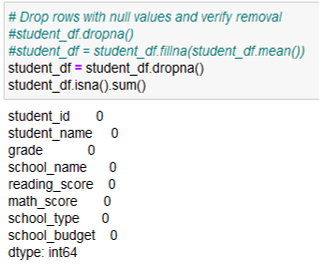 # Drop rows with null values and verify removal
#student_df.dropna()
#student_df = student_df.fillna(student_df.mean())
student_df = student_df.dropna()
student_df.isna().sum()
student_id 0
student_name 0
grade 0
school_name 0
reading_score 0
math_score 0
school_type 0
school_budget 0
dtype: int64